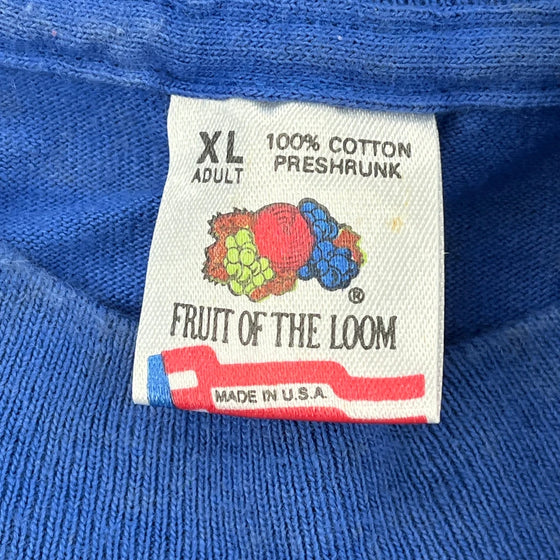 XL
ADULT
100% COTTON
PRESHRUNK
®
FRUIT OF THE LOOM
MADE IN U.S.A.